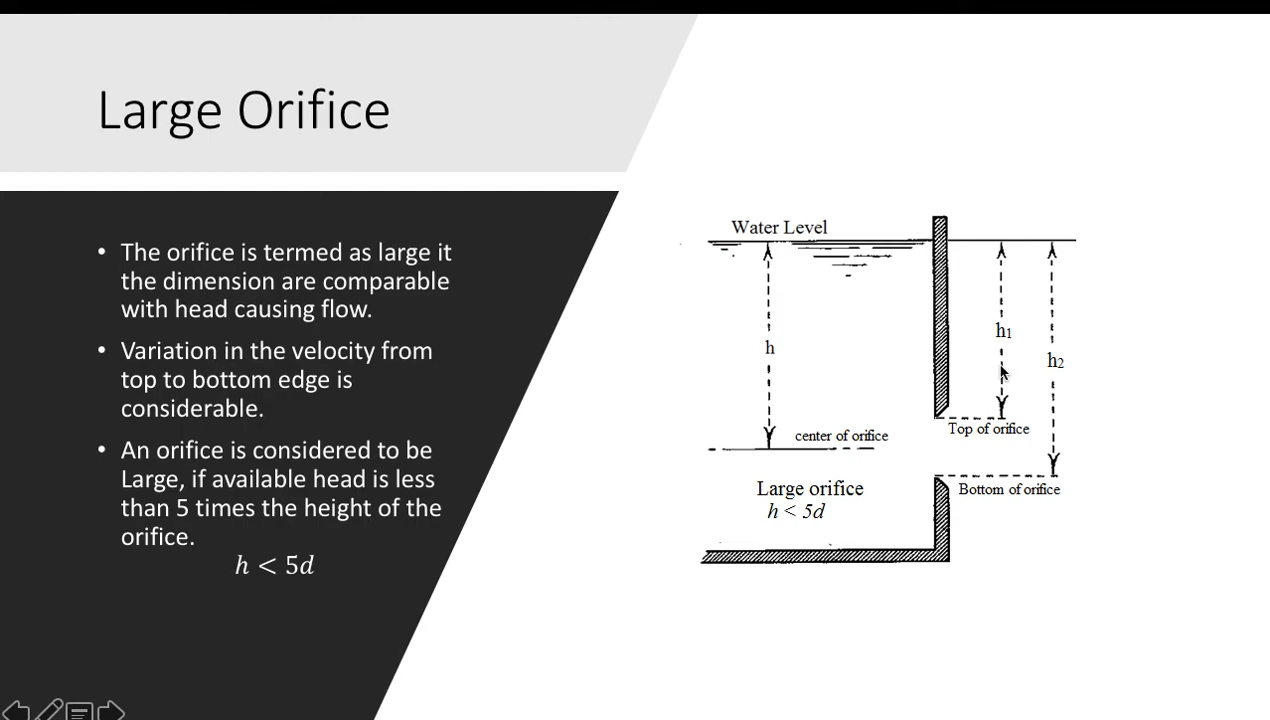 Large Orifice
• The orifice is termed as large it
the dimension are comparable
with head causing flow.
• Variation in the velocity from
top to bottom edge is
considerable.
• An orifice is considered to be
Large, if available head is less
than 5 times the height of the
orifice.
h < 5d
Water Level
h
h1
h2
center of orifice
Top of orifice
Large orifice
h < 5d
Bottom of orifice